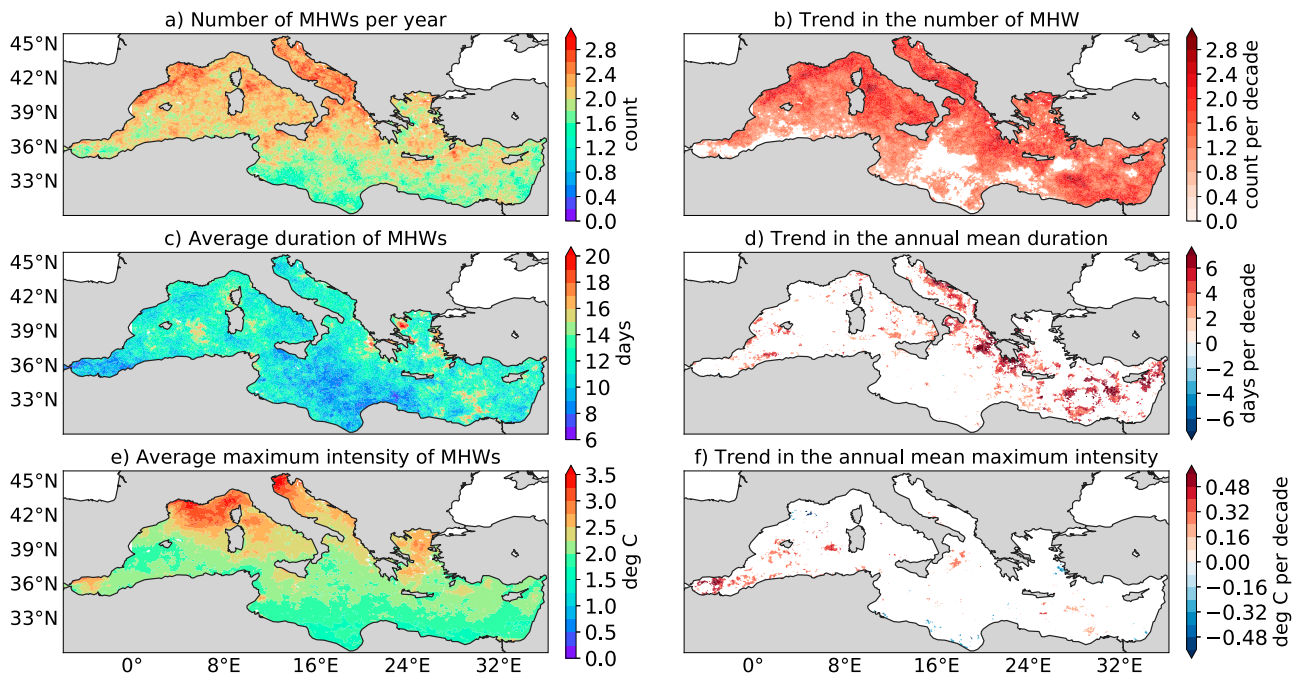 a) Number of MHWs per year
45°N
42°N
39°N
36°N
33°N
2.8
2.4
2.0
1.6
1.2
0.8
0.4
0.0
count
b) Trend in the number of MHW
2.8
2.4
2.0
1.6
1.2
0.8
0.4
0.0
count per decade
c) Average duration of MHWs
45°N
42°N
39°N
36°N
33°N
20
18
16
14
12
10
8
6
days
d) Trend in the annual mean duration
6
4
2
0
−2
−4
−6
days per decade
e) Average maximum intensity of MHWs
45°N
42°N
39°N
36°N
33°N
0°
8°E
16°E
24°E
32°E
3.5
3.0
2.5
2.0
1.5
1.0
0.5
0.0
deg C
f) Trend in the annual mean maximum intensity
0°
8°E
16°E
24°E
32°E
0.48
0.32
0.16
0.00
−0.16
−0.32
−0.48
deg C per decade